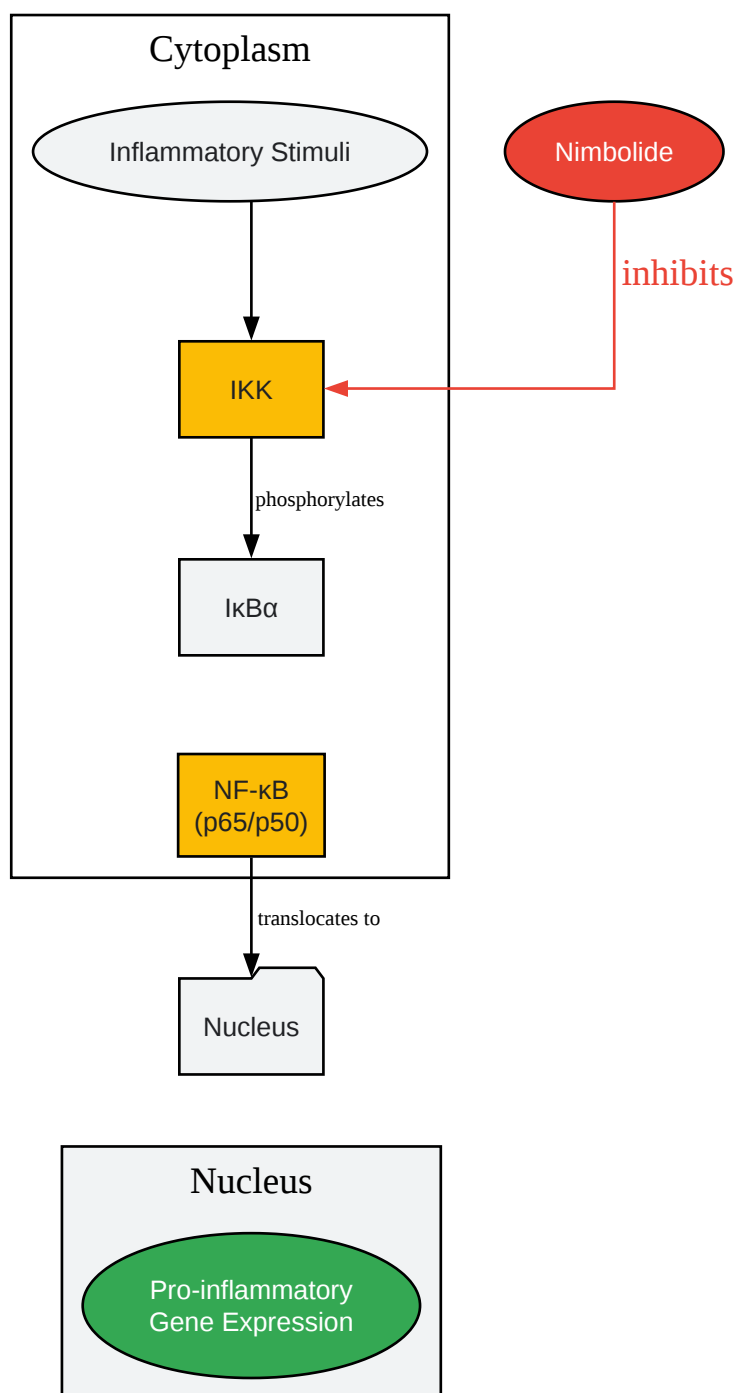 Cytoplasm
Inflammatory Stimuli
Nimbolide
inhibits
IKK
phosphorylates
IκBα
NF-κB
(p65/p50)
translocates to
Nucleus
Nucleus
Pro-inflammatory
Gene Expression